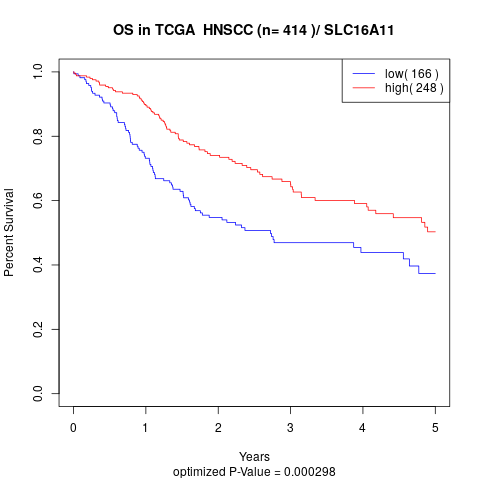 OS in TCGA  HNSCC (n= 414 )/ SLC16A11
low( 166 )
high( 248 )
Percent Survival
1.0
0.8
0.6
0.4
0.2
0.0
0 1 2 3 4 5
Years
optimized P-Value = 0.000298